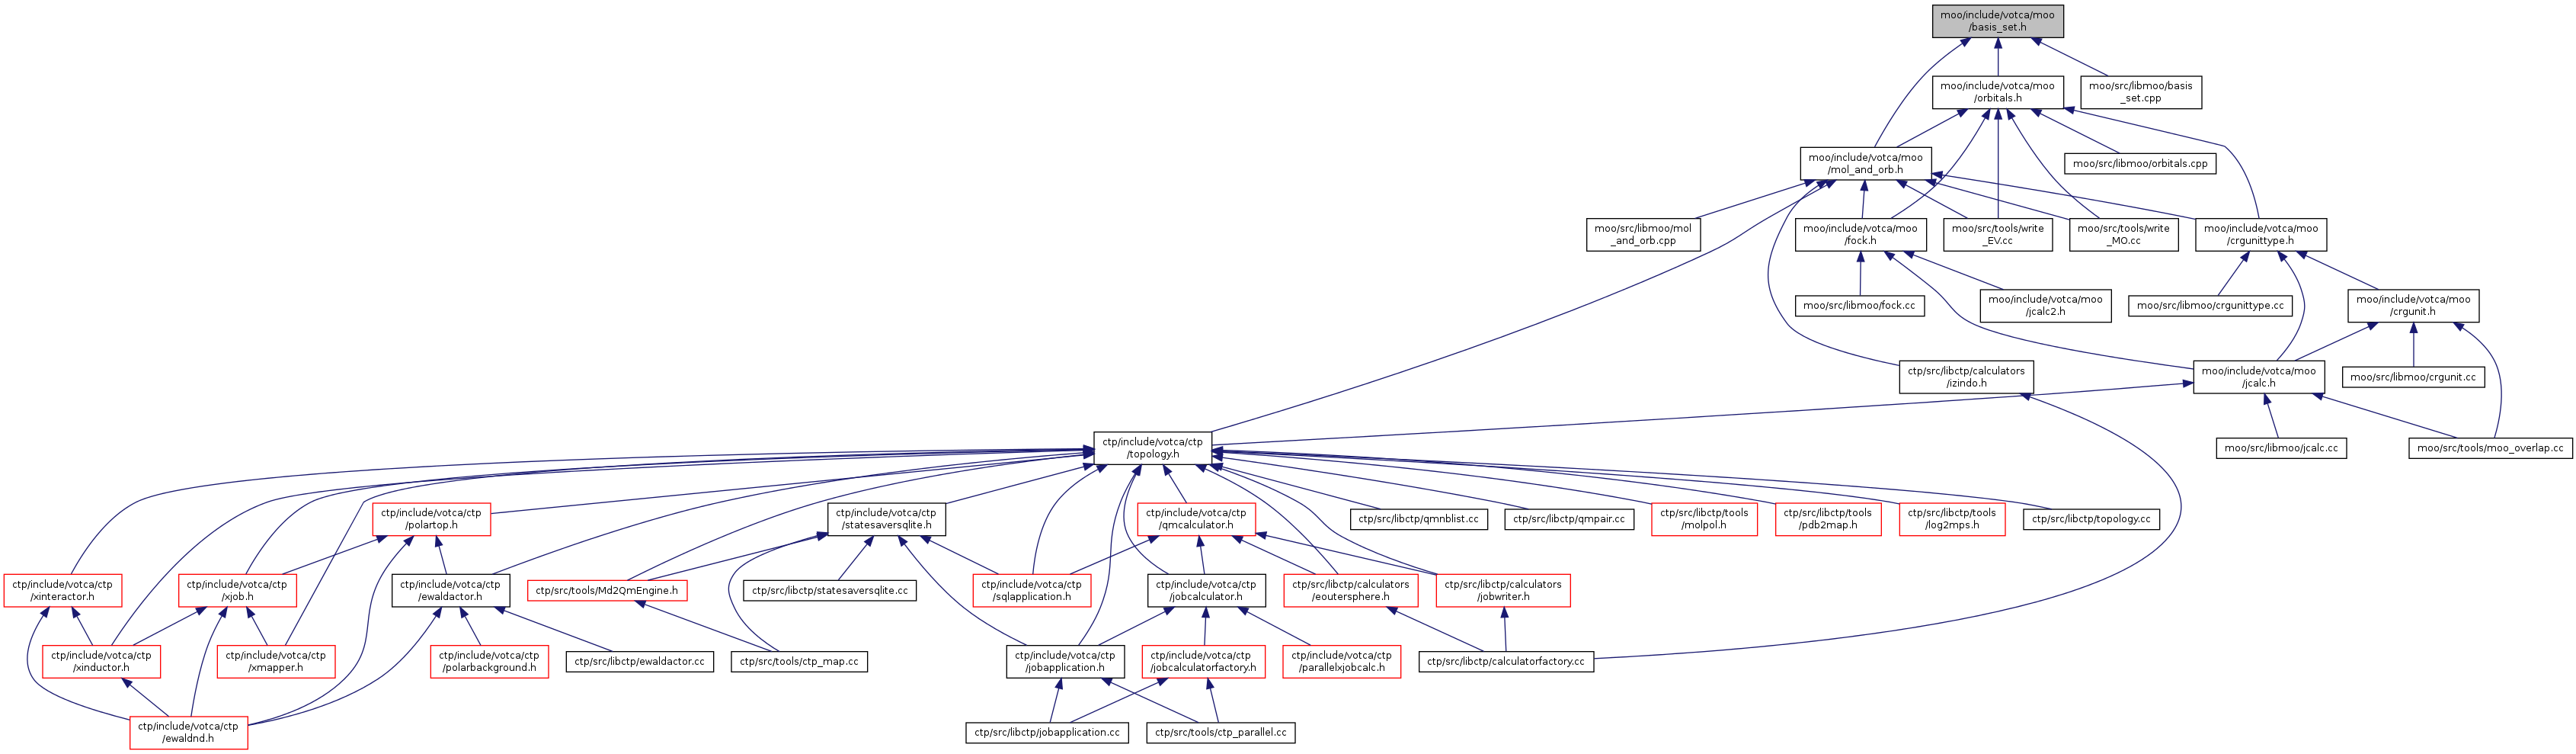 moo/include/votca/moo
/basis_set.h
moo/include/votca/moo
/orbitals.h
moo/src/libmoo/basis
_set.cpp
moo/include/votca/moo
/mol_and_orb.h
moo/src/libmoo/orbitals.cpp
moo/src/libmoo/mol
_and_orb.cpp
moo/include/votca/moo
/fock.h
moo/src/tools/write
_EV.cc
moo/src/tools/write
_MO.cc
moo/include/votca/moo
/crgunittype.h
moo/src/libmoo/fock.cc
moo/include/votca/moo
/jcalc2.h
moo/src/libmoo/crgunittype.cc
moo/include/votca/moo
/crgunit.h
ctp/src/libctp/calculators
/izindo.h
moo/include/votca/moo
/jcalc.h
moo/src/libmoo/crgunit.cc
ctp/include/votca/ctp
/topology.h
moo/src/libmoo/jcalc.cc
moo/src/tools/moo_overlap.cc
ctp/include/votca/ctp
/polartop.h
ctp/include/votca/ctp
/statesaversqlite.h
ctp/include/votca/ctp
/qmcalculator.h
ctp/src/libctp/qmnblist.cc
ctp/src/libctp/qmpair.cc
ctp/src/libctp/tools
/molpol.h
ctp/src/libctp/tools
/pdb2map.h
ctp/src/libctp/tools
/log2mps.h
ctp/src/libctp/topology.cc
ctp/include/votca/ctp
/xinteractor.h
ctp/include/votca/ctp
/xjob.h
ctp/include/votca/ctp
/ewaldactor.h
ctp/src/tools/Md2QmEngine.h
ctp/src/libctp/statesaversqlite.cc
ctp/include/votca/ctp
/sqlapplication.h
ctp/include/votca/ctp
/jobcalculator.h
ctp/src/libctp/calculators
/eoutersphere.h
ctp/src/libctp/calculators
/jobwriter.h
ctp/include/votca/ctp
/xinductor.h
ctp/include/votca/ctp
/xmapper.h
ctp/include/votca/ctp
/polarbackground.h
ctp/src/libctp/ewaldactor.cc
ctp/src/tools/ctp_map.cc
ctp/include/votca/ctp
/jobapplication.h
ctp/include/votca/ctp
/jobcalculatorfactory.h
ctp/include/votca/ctp
/parallelxjobcalc.h
ctp/src/libctp/calculatorfactory.cc
ctp/include/votca/ctp
/ewaldnd.h
ctp/src/libctp/jobapplication.cc
ctp/src/tools/ctp_parallel.cc